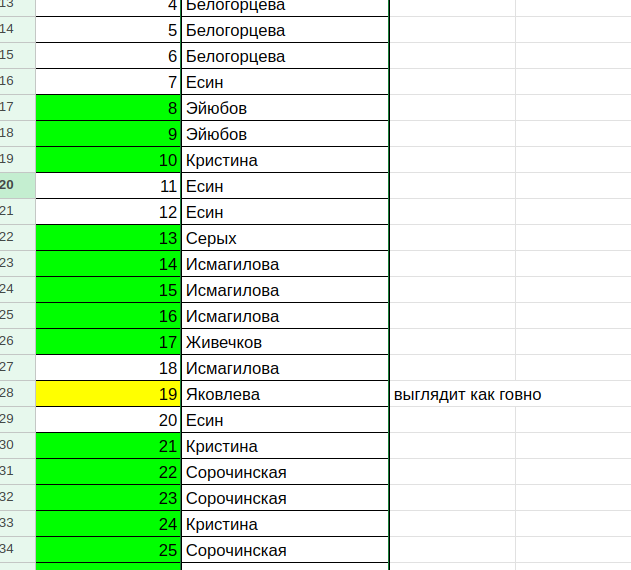 13 4 Белогорцева
14 5 Белогорцева
15 6 Белогорцева
16 7 Есин
17 8 Эйюбов
18 9 Эйюбов
19 10 Кристина
20 11 Есин
21 12 Есин
22 13 Серых
23 14 Исмагилова
24 15 Исмагилова
25 16 Исмагилова
26 17 Живечков
27 18 Исмагилова
28 19 Яковлева выглядит как говно
29 20 Есин
30 21 Кристина
31 22 Сорочинская
32 23 Сорочинская
33 24 Кристина
34 25 Сорочинская